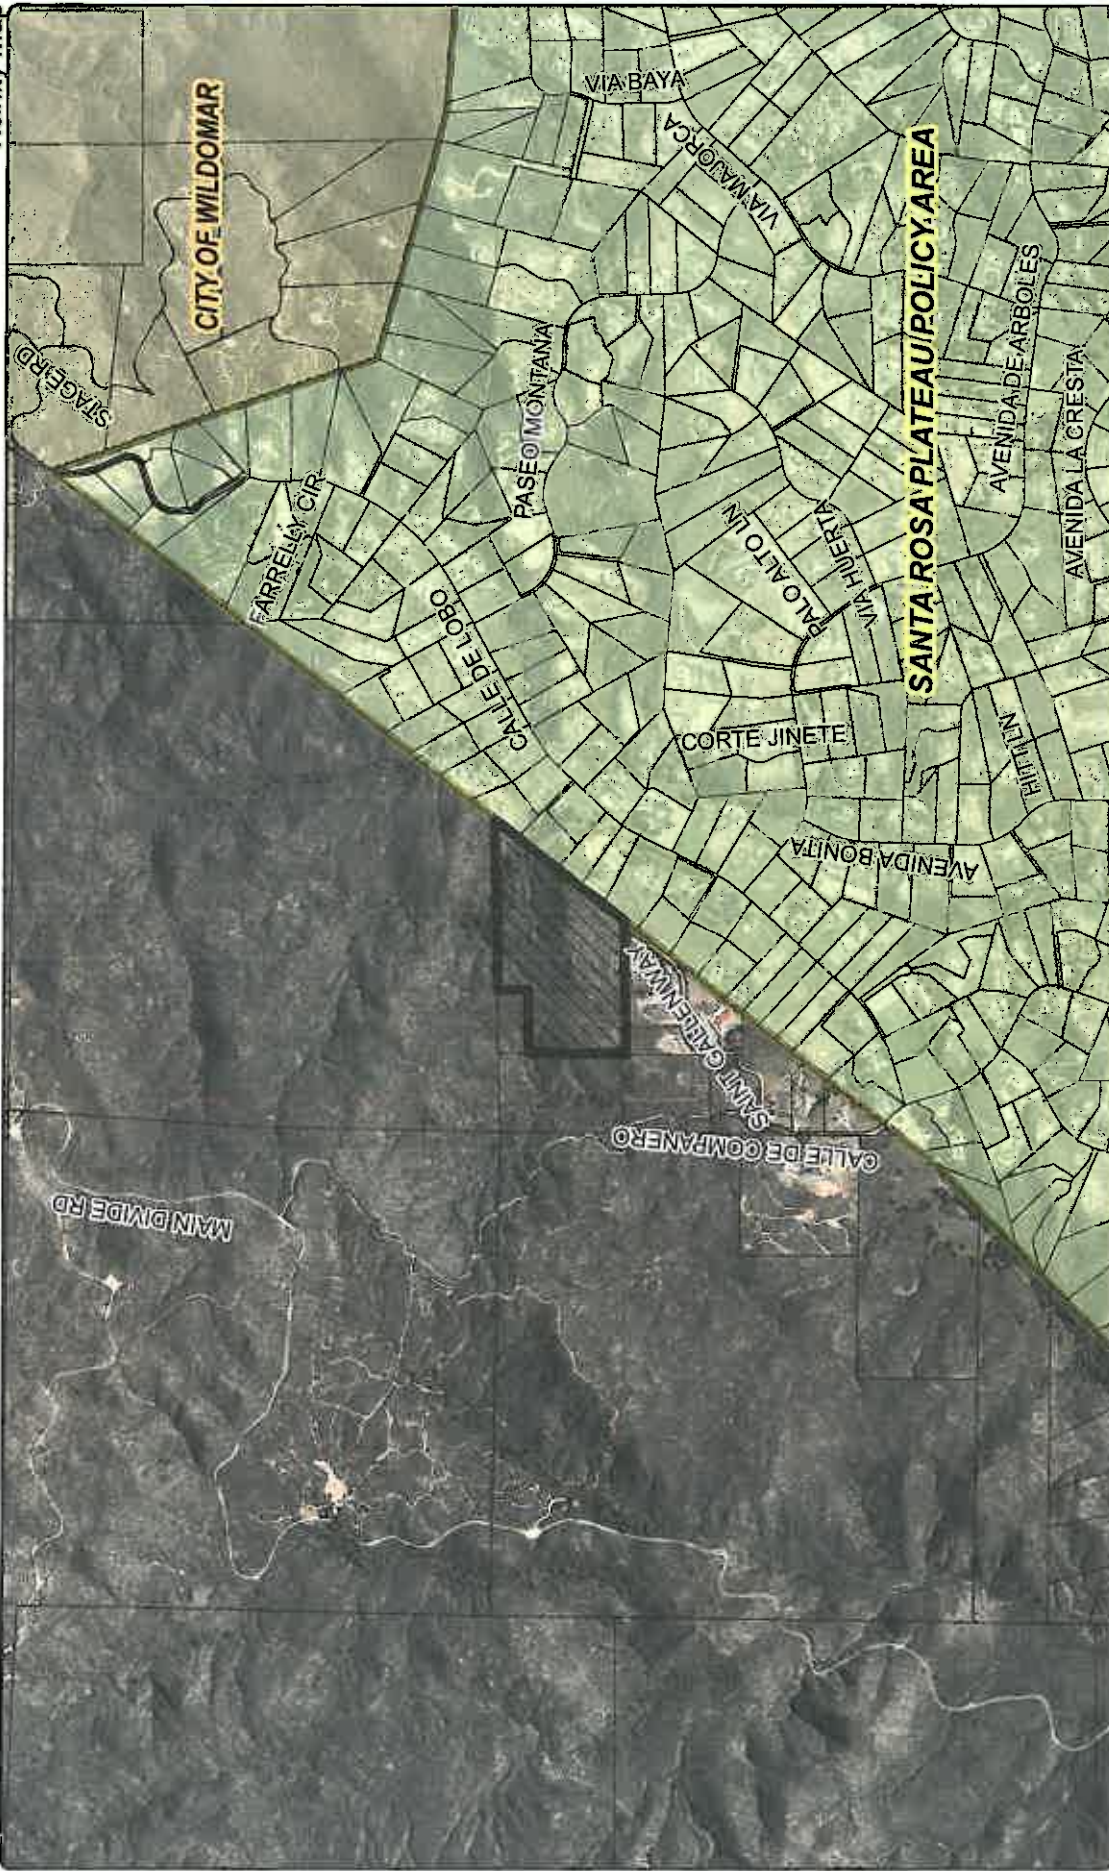 CITY OF WILDOMAR
STAGE RD
VIA BAYA
VIA MAJORCA
SANTA ROSA PLATEAU POLICY AREA
AVENIDA DE ARBOLES
AVENIDA LA CRESTA
PASEO MONTANA
FARRELLY CIR
CALLE DE LOBO
PALO ALTO LN
VIA HUERTA
CORTE JINETE
HITT LN
AVENIDA BONITA
SAINT GALLEN WAY
CALLE DE COMPANERO
MAIN DIVIDE RD